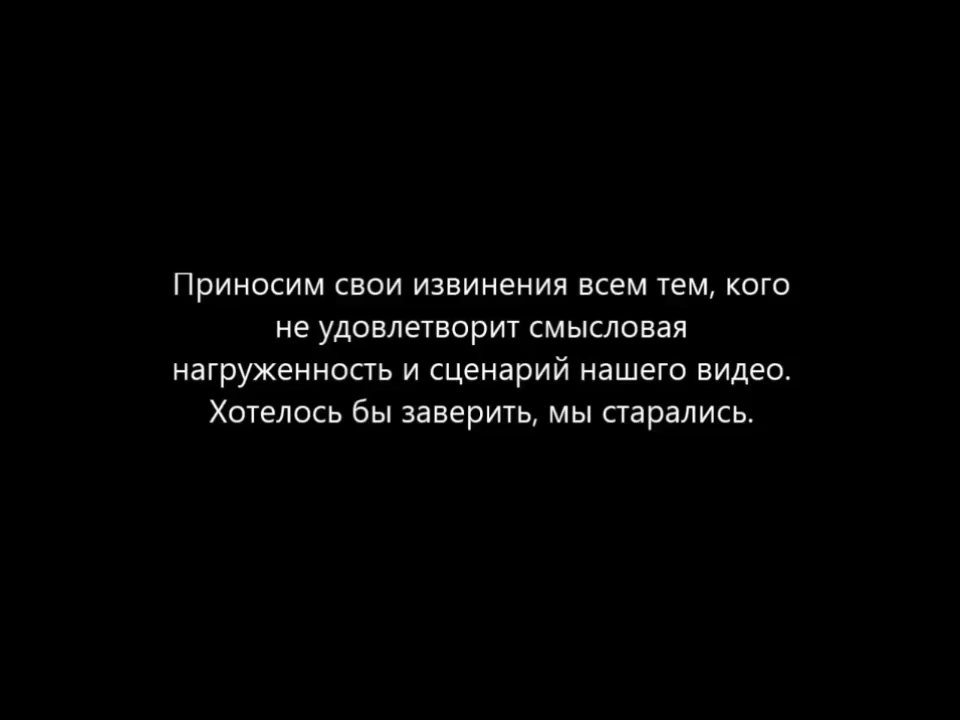 Приносим свои извинения всем тем, кого
не удовлетворит смысловая
нагруженность и сценарий нашего видео.
Хотелось бы заверить, мы старались.